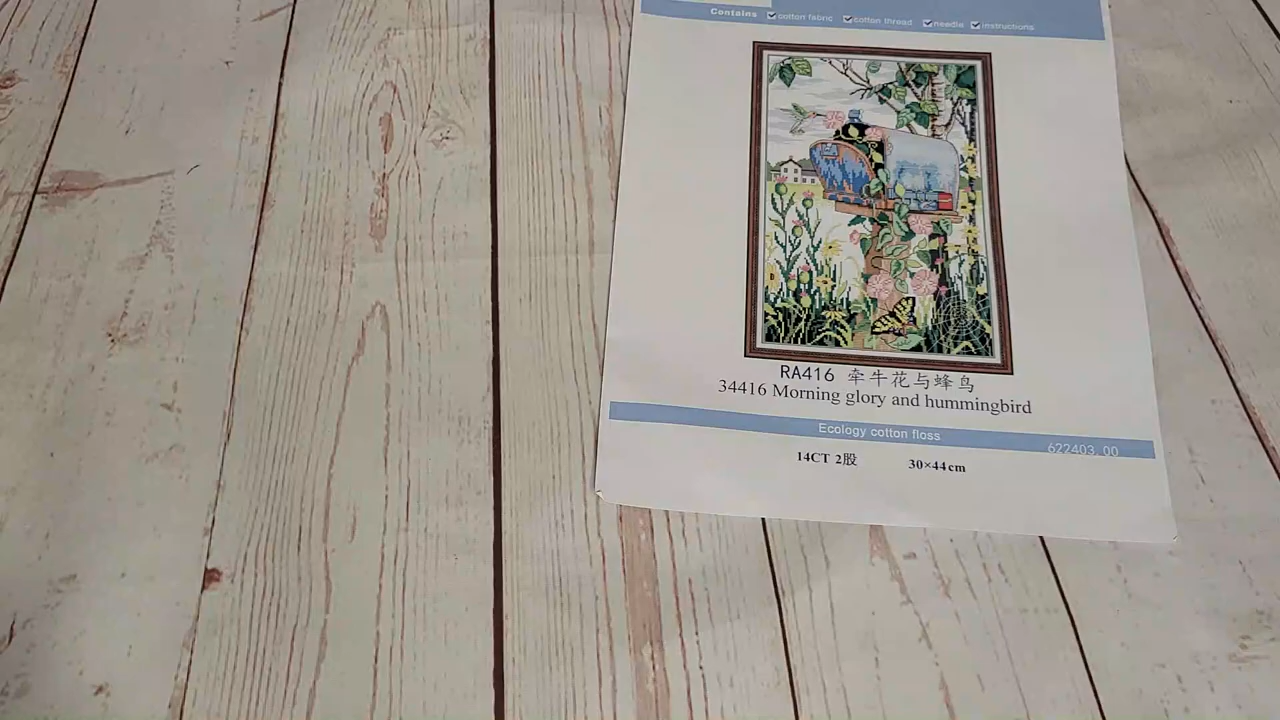 Contains cotton fabric cotton thread needle instructions
RA416 牵牛花与蜂鸟
34416 Morning glory and hummingbird
Ecology cotton floss
622403.00
14CT 2股 30×44cm